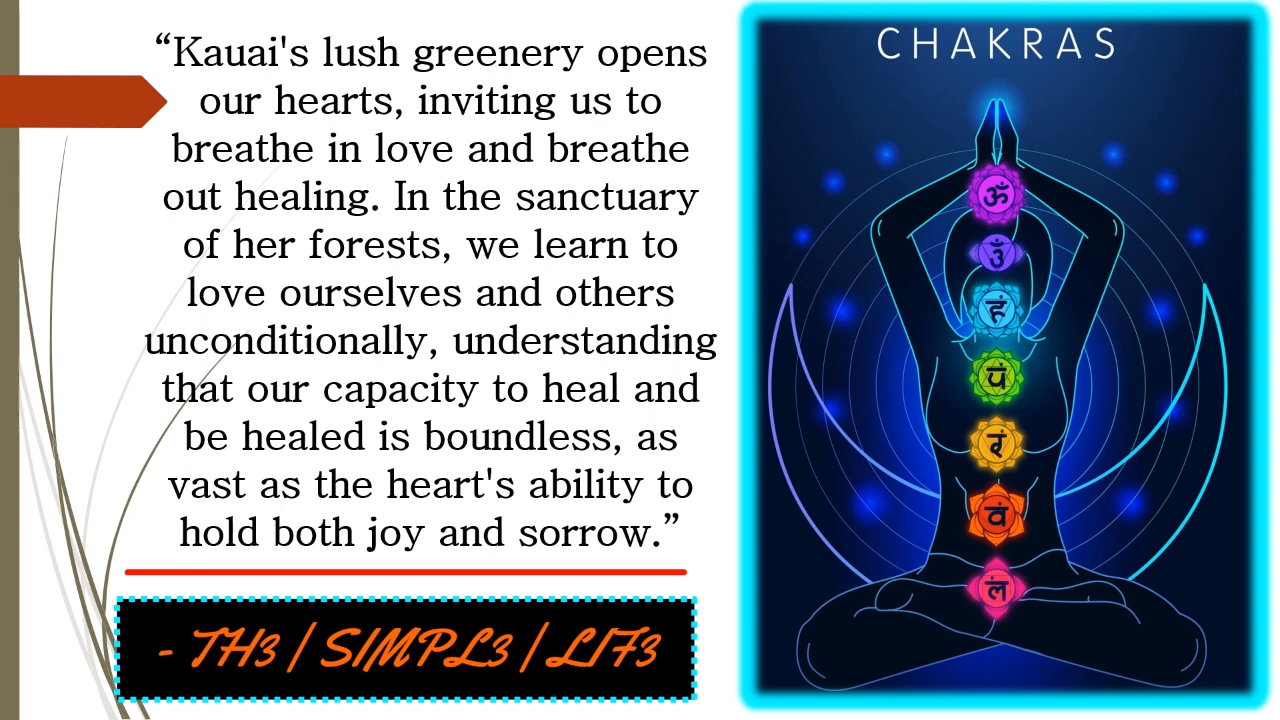 “Kauai's lush greenery opens
our hearts, inviting us to
breathe in love and breathe
out healing. In the sanctuary
of her forests, we learn to
love ourselves and others
unconditionally, understanding
that our capacity to heal and
be healed is boundless, as
vast as the heart's ability to
hold both joy and sorrow.”
- TH3 / SIMPL3 / LIF3
CHAKRAS
ॐ
ॐ
हं
यं
रं
वं
लं